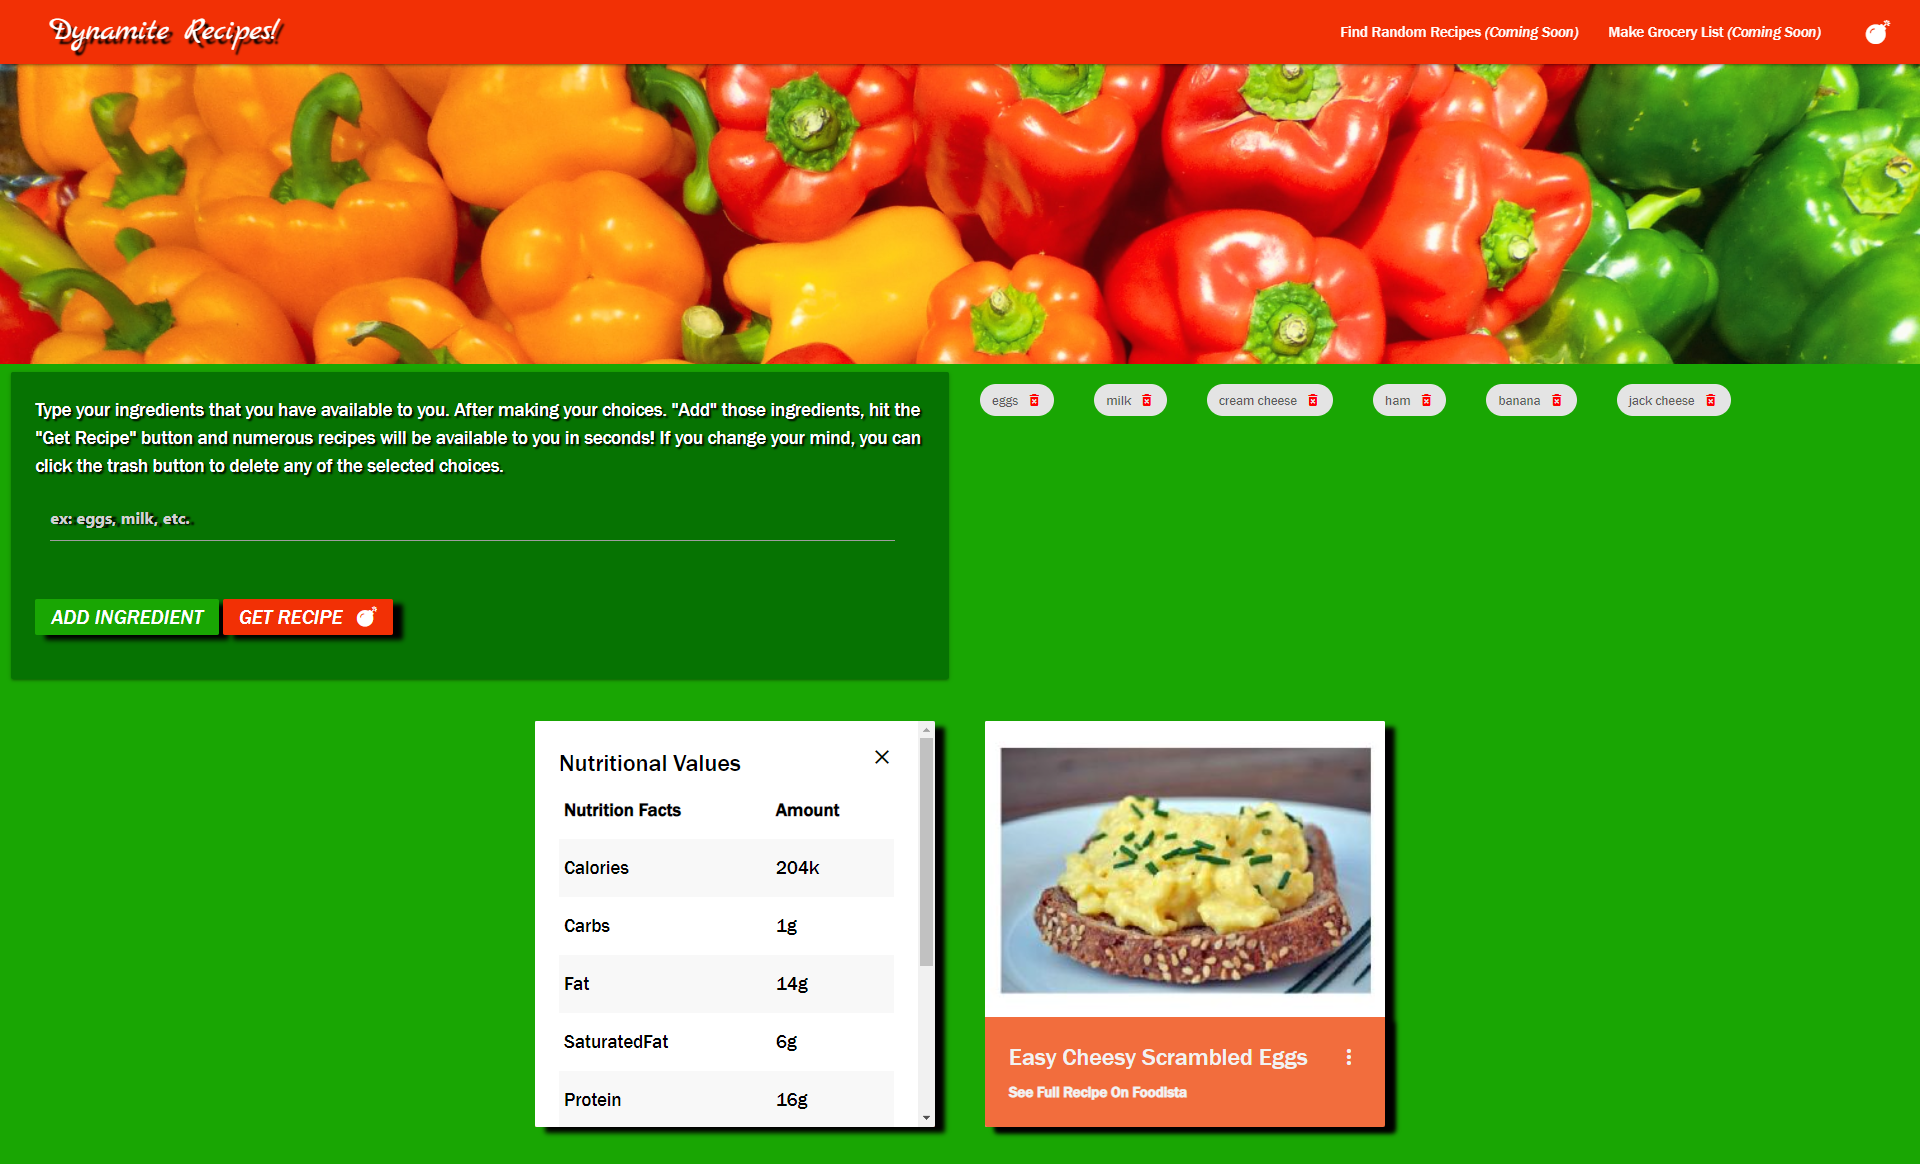 Dynamite Recipes!
Find Random Recipes (Coming Soon)
Make Grocery List (Coming Soon)
Type your ingredients that you have available to you. After making your choices. "Add" those ingredients, hit the
"Get Recipe" button and numerous recipes will be available to you in seconds! If you change your mind, you can
click the trash button to delete any of the selected choices.
ex: eggs, milk, etc.
ADD INGREDIENT
GET RECIPE
eggs
milk
cream cheese
ham
banana
jack cheese
Nutritional Values
Nutrition Facts Amount
Calories 204k
Carbs 1g
Fat 14g
SaturatedFat 6g
Protein 16g
Easy Cheesy Scrambled Eggs
See Full Recipe On Foodista